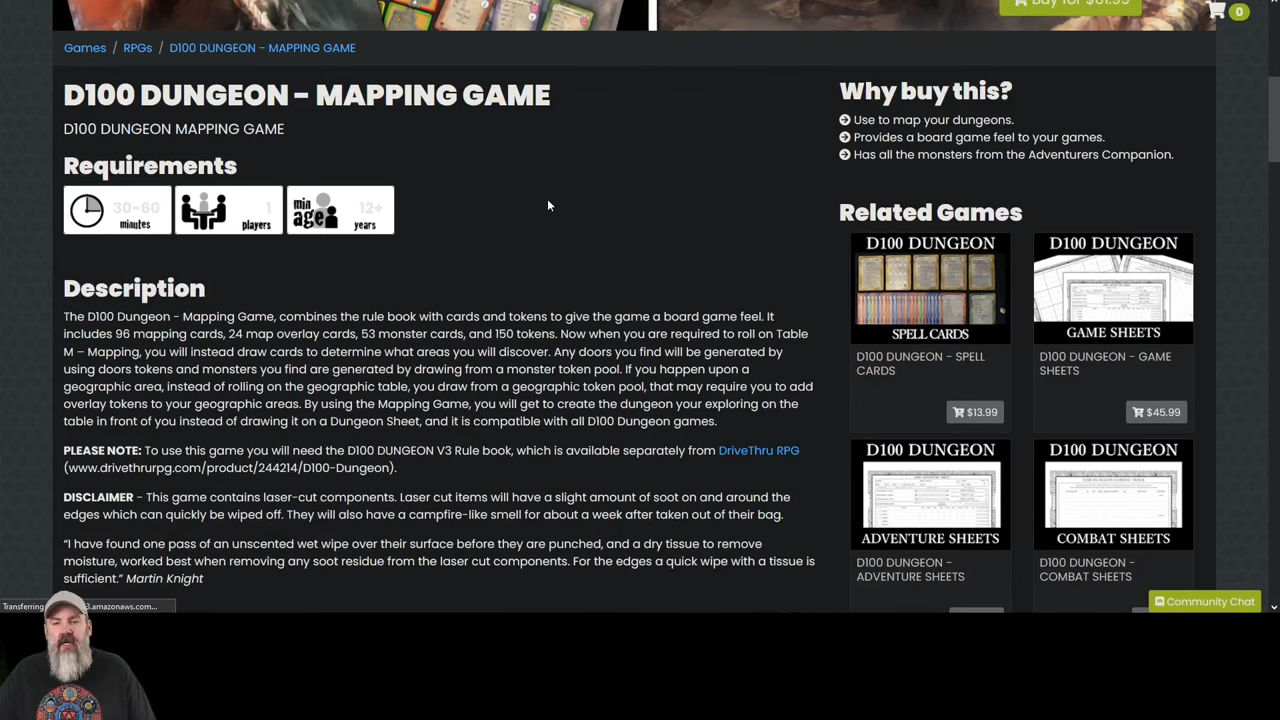 Buy for $61.99
0
Games / RPGs / D100 DUNGEON - MAPPING GAME
D100 DUNGEON - MAPPING GAME
D100 DUNGEON MAPPING GAME
Requirements
30-60 minutes
1 players
min age 12+ years
Description
The D100 Dungeon - Mapping Game, combines the rule book with cards and tokens to give the game a board game feel. It
includes 96 mapping cards, 24 map overlay cards, 53 monster cards, and 150 tokens. Now when you are required to roll on Table
M – Mapping, you will instead draw cards to determine what areas you will discover. Any doors you find will be generated by
using doors tokens and monsters you find are generated by drawing from a monster token pool. If you happen upon a
geographic area, instead of rolling on the geographic table, you draw from a geographic token pool, that may require you to add
overlay tokens to your geographic areas. By using the Mapping Game, you will get to create the dungeon your exploring on the
table in front of you instead of drawing it on a Dungeon Sheet, and it is compatible with all D100 Dungeon games.
PLEASE NOTE: To use this game you will need the D100 DUNGEON V3 Rule book, which is available separately from DriveThru RPG
(www.drivethrurpg.com/product/244214/D100-Dungeon).
DISCLAIMER - This game contains laser-cut components. Laser cut items will have a slight amount of soot on and around the
edges which can quickly be wiped off. They will also have a campfire-like smell for about a week after taken out of their bag.
“I have found one pass of an unscented wet wipe over their surface before they are punched, and a dry tissue to remove
moisture, worked best when removing any soot residue from the laser cut components. For the edges a quick wipe with a tissue is
sufficient.” Martin Knight
Why buy this?
Use to map your dungeons.
Provides a board game feel to your games.
Has all the monsters from the Adventurers Companion.
Related Games
D100 DUNGEON
SPELL CARDS
D100 DUNGEON - SPELL
CARDS
$13.99
D100 DUNGEON
GAME SHEETS
D100 DUNGEON - GAME
SHEETS
$45.99
D100 DUNGEON
ADVENTURE SHEETS
D100 DUNGEON -
ADVENTURE SHEETS
D100 DUNGEON
COMBAT SHEETS
D100 DUNGEON -
COMBAT SHEETS
Community Chat
Transferring
3.amazonaws.com...